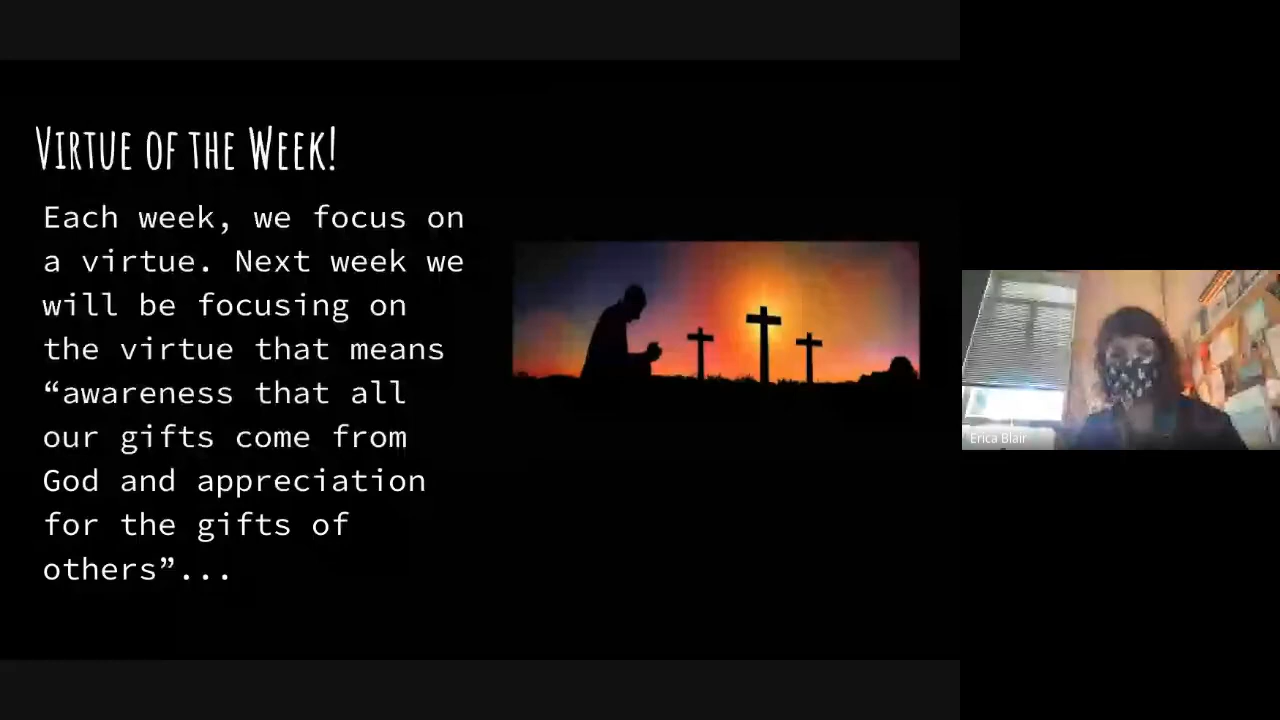 Virtue of the Week!
Each week, we focus on
a virtue. Next week we
will be focusing on
the virtue that means
“awareness that all
our gifts come from
God and appreciation
for the gifts of
others”...
Erica Blair